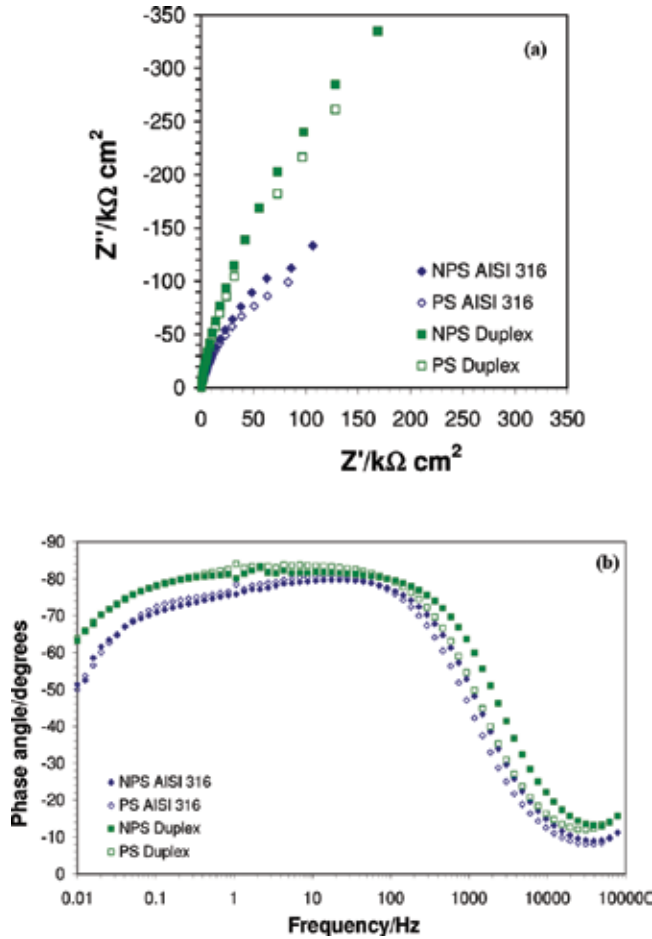 (a)
-350
-300
-250
-200
-150
-100
-50
0
Z''/kΩ cm²
NPS AISI 316
PS AISI 316
NPS Duplex
PS Duplex
0 50 100 150 200 250 300 350
Z'/kΩ cm²
(b)
-90
-80
-70
-60
-50
-40
-30
-20
-10
0
Phase angle/degrees
NPS AISI 316
PS AISI 316
NPS Duplex
PS Duplex
0.01 0.1 1 10 100 1000 10000 100000
Frequency/Hz